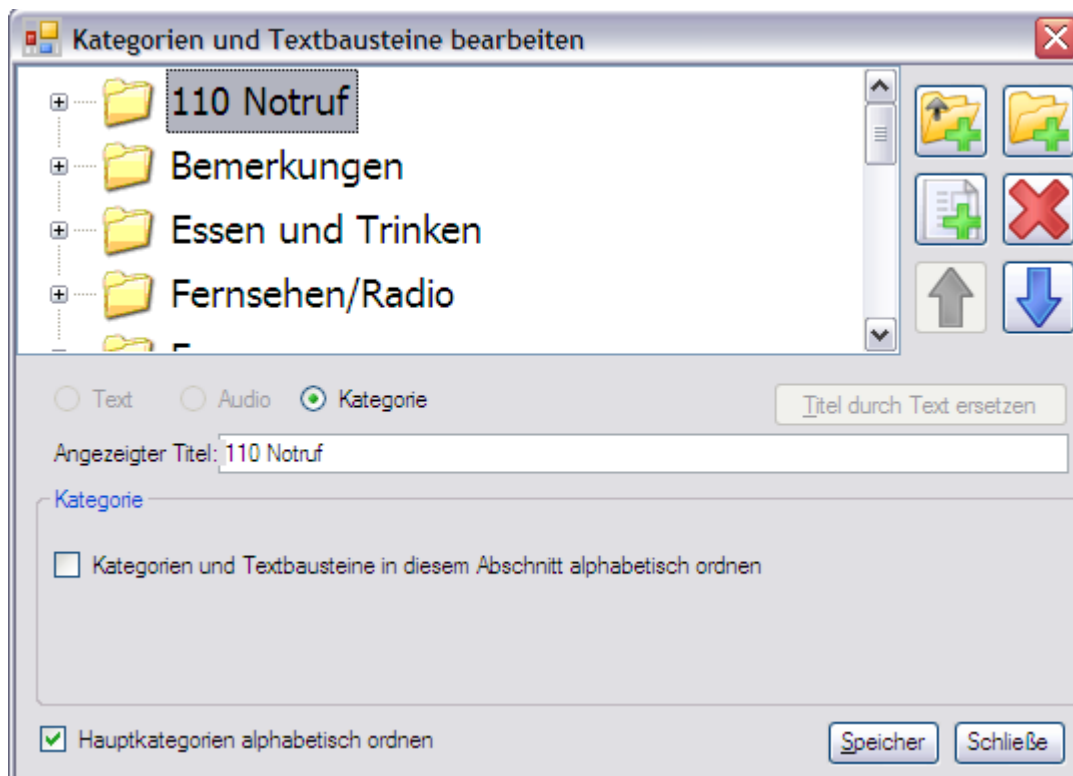 Kategorien und Textbausteine bearbeiten
110 Notruf
Bemerkungen
Essen und Trinken
Fernsehen/Radio
Text Audio Kategorie Titel durch Text ersetzen
Angezeigter Titel: 110 Notruf
Kategorie
Kategorien und Textbausteine in diesem Abschnitt alphabetisch ordnen
Hauptkategorien alphabetisch ordnen Speicher Schließe